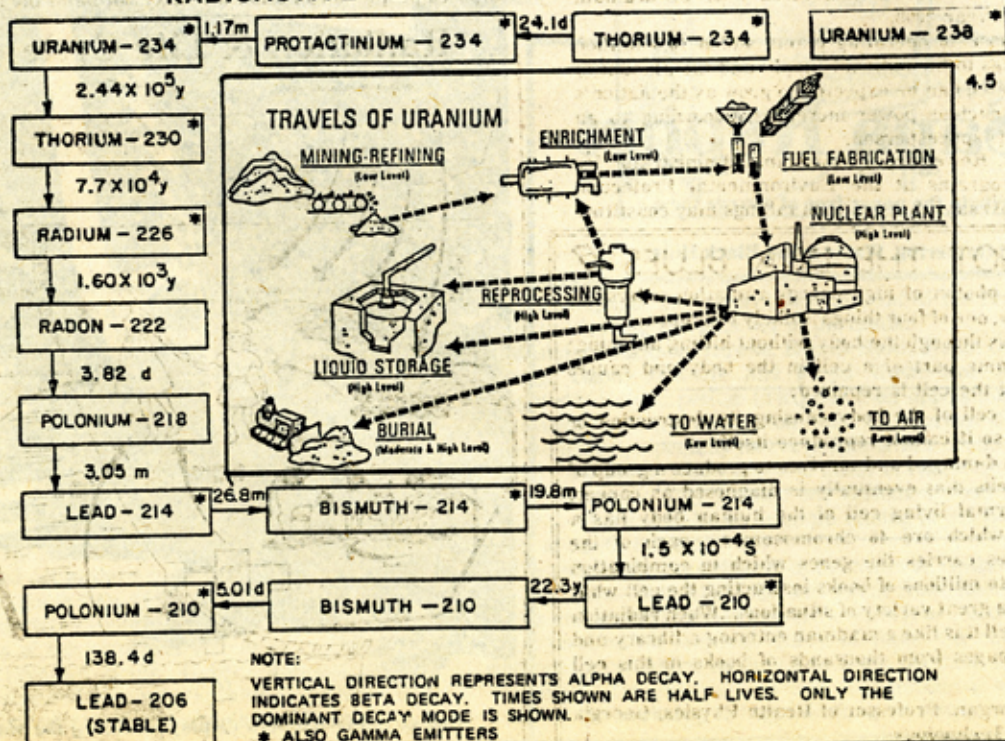 1.17m
24.1d
URANIUM – 234 *
PROTACTINIUM – 234 *
THORIUM – 234 *
URANIUM – 238 *
4.5
2.44 X 10⁵y
THORIUM – 230 *
7.7 X 10⁴y
RADIUM – 226 *
1.60 X 10³y
RADON – 222
3.82 d
POLONIUM – 218
3.05 m
TRAVELS OF URANIUM
MINING-REFINING
(Low Level)
ENRICHMENT
(Low Level)
FUEL FABRICATION
(Low Level)
NUCLEAR PLANT
(High Level)
REPROCESSING
(High Level)
LIQUID STORAGE
(High Level)
BURIAL
(Moderate & High Level)
TO WATER
(Low Level)
TO AIR
(Low Level)
LEAD – 214 *
26.8m
BISMUTH – 214 *
19.8m
POLONIUM – 214
1.5 X 10⁻⁴S
POLONIUM – 210 *
5.01d
BISMUTH – 210
22.3y
LEAD – 210 *
138.4d
LEAD – 206
(STABLE)
NOTE:
VERTICAL DIRECTION REPRESENTS ALPHA DECAY. HORIZONTAL DIRECTION
INDICATES BETA DECAY. TIMES SHOWN ARE HALF LIVES. ONLY THE
DOMINANT DECAY MODE IS SHOWN.
* ALSO GAMMA EMITTERS